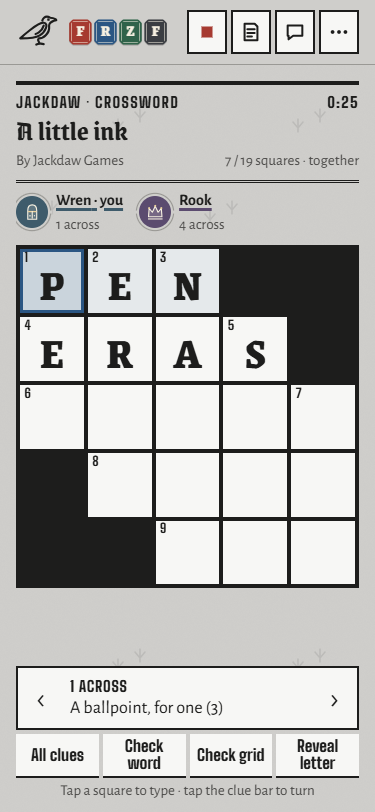 F R Z F
JACKDAW · CROSSWORD 0:25
A little ink
By Jackdaw Games 7 / 19 squares · together
Wren · you Rook
1 across 4 across
1 2 3
P E N
4 5
E R A S
6 7
8
9
‹ 1 ACROSS ›
A ballpoint, for one (3)
All clues Check word Check grid Reveal letter
Tap a square to type · tap the clue bar to turn